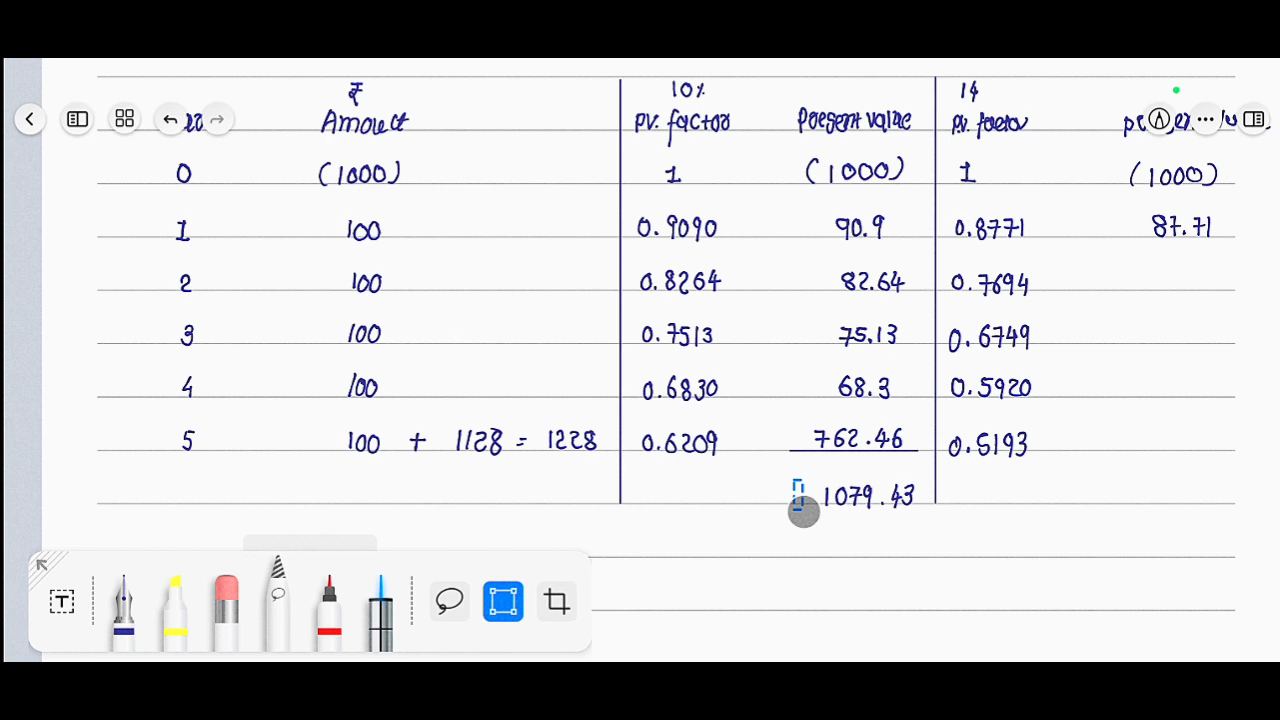 ₹ 10% 14
Amount PV. factor Present value PV. factor
0 (1000) 1 (1000) 1 (1000)
1 100 0.9090 90.9 0.8771 87.71
2 100 0.8264 82.64 0.7694
3 100 0.7513 75.13 0.6749
4 100 0.6830 68.3 0.5920
5 100 + 1128 = 1228 0.6209 762.46 0.5193
1079.43
T